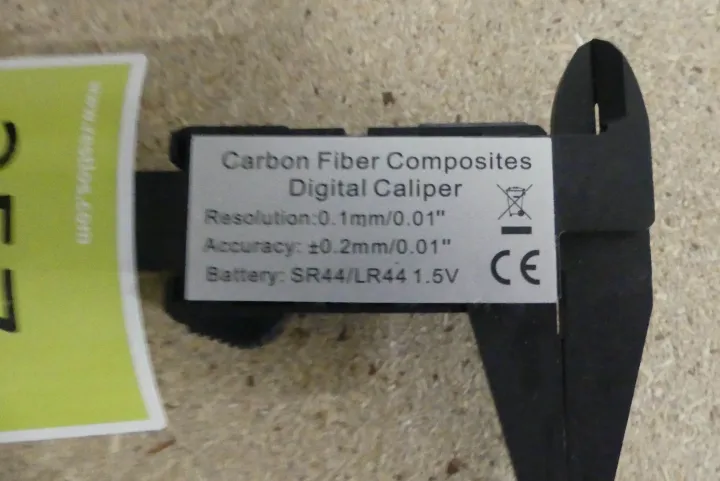 Carbon Fiber Composites
Digital Caliper
Resolution:0.1mm/0.01"
Accuracy: ±0.2mm/0.01"
Battery: SR44/LR44 1.5V
CE